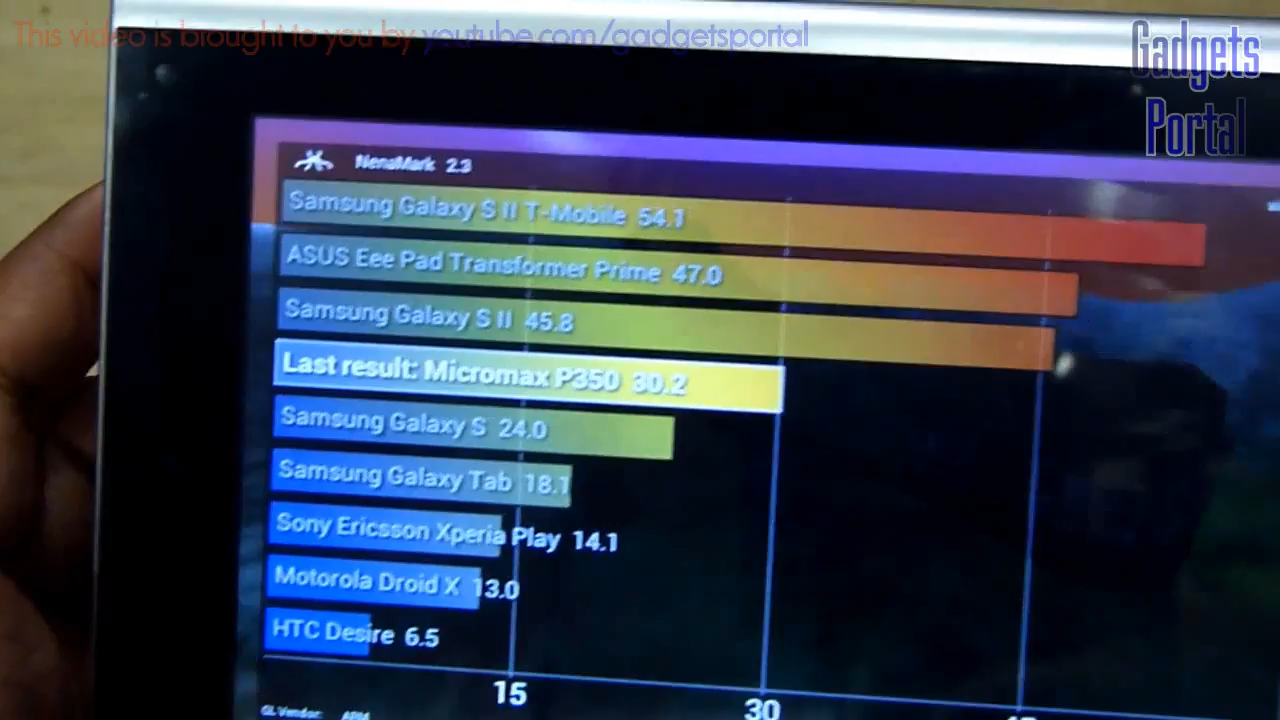 This video is brought to you by youtube.com/gadgetsportal
Gadgets
Portal
NenaMark 2.3
Samsung Galaxy S II T-Mobile 54.1
ASUS Eee Pad Transformer Prime 47.0
Samsung Galaxy S II 45.8
Last result: Micromax P350 30.2
Samsung Galaxy S 24.0
Samsung Galaxy Tab 18.1
Sony Ericsson Xperia Play 14.1
Motorola Droid X 13.0
HTC Desire 6.5
15
30
GL Vendor: ARM